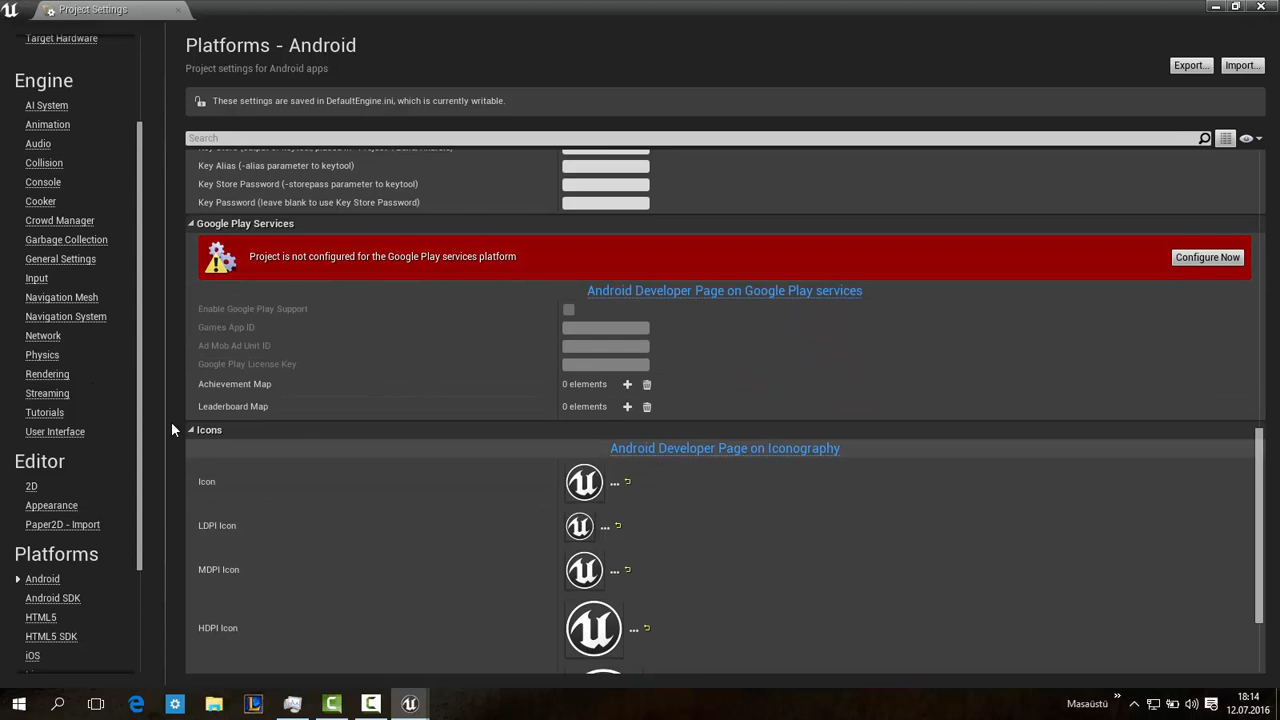 Project Settings
Target Hardware
Engine
AI System
Animation
Audio
Collision
Console
Cooker
Crowd Manager
Garbage Collection
General Settings
Input
Navigation Mesh
Navigation System
Network
Physics
Rendering
Streaming
Tutorials
User Interface
Editor
2D
Appearance
Paper2D - Import
Platforms
Android
Android SDK
HTML5
HTML5 SDK
iOS
Platforms - Android
Project settings for Android apps
Export...
Import...
These settings are saved in DefaultEngine.ini, which is currently writable.
Search
Key Alias (-alias parameter to keytool)
Key Store Password (-storepass parameter to keytool)
Key Password (leave blank to use Key Store Password)
Google Play Services
Project is not configured for the Google Play services platform
Configure Now
Android Developer Page on Google Play services
Enable Google Play Support
Games App ID
Ad Mob Ad Unit ID
Google Play License Key
Achievement Map 0 elements
Leaderboard Map 0 elements
Icons
Android Developer Page on Iconography
Icon
LDPI Icon
MDPI Icon
HDPI Icon
Masaüstü
18:14
12.07.2016